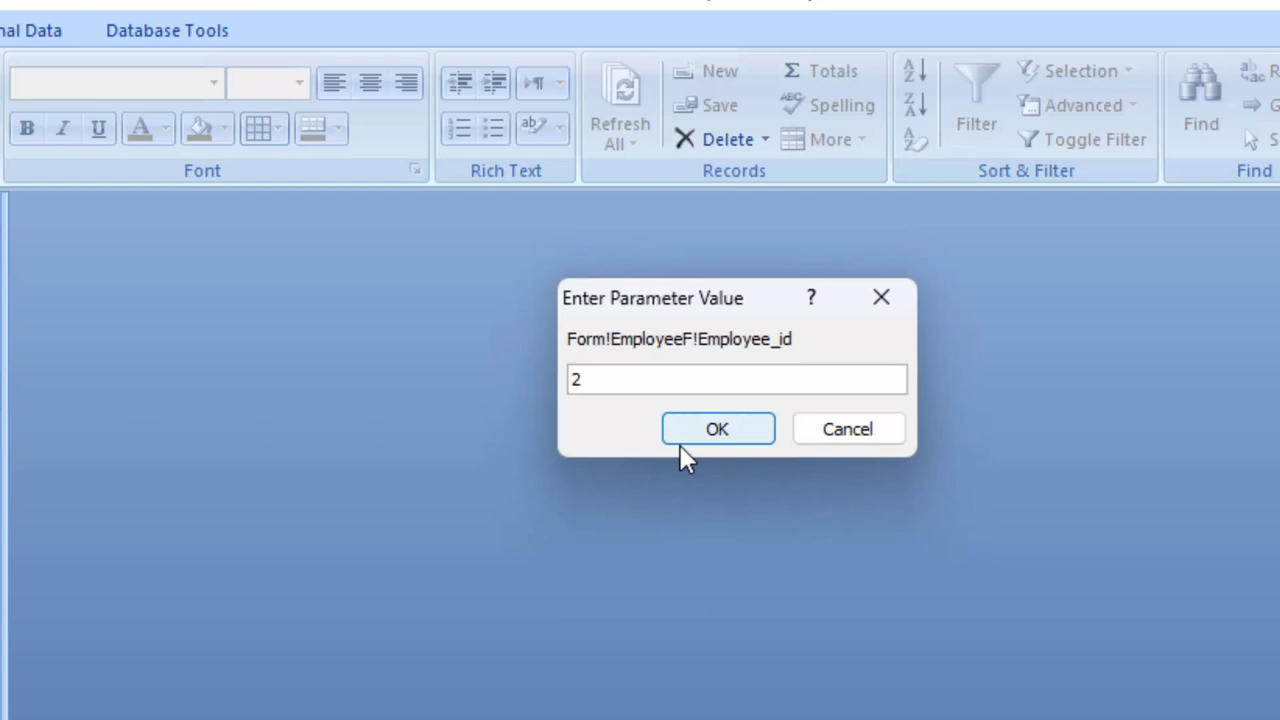 nal Data Database Tools
New Σ Totals Selection
Save Spelling Advanced
Refresh All Delete More Filter Toggle Filter Find
B I U A ab
Font Rich Text Records Sort & Filter Find
Enter Parameter Value ?
Form!EmployeeF!Employee_id
2
OK Cancel